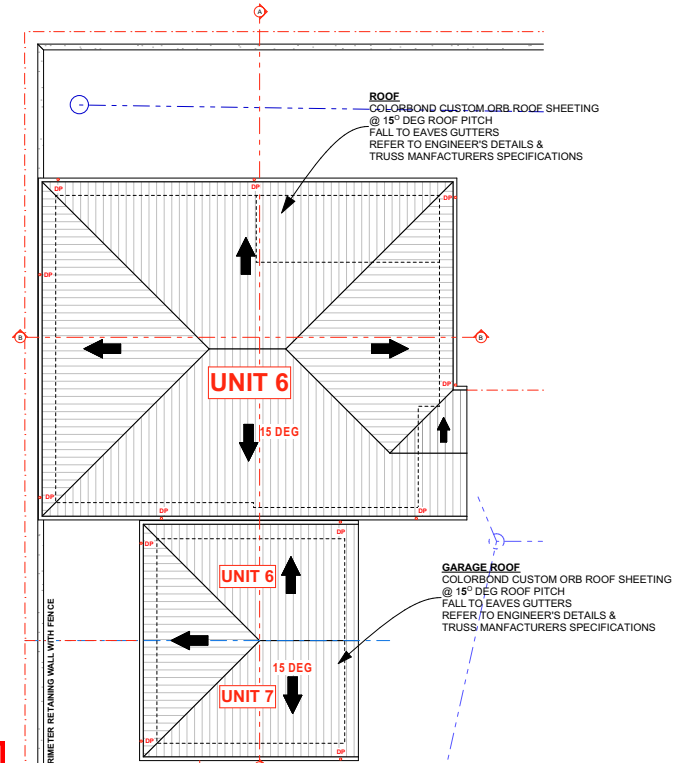 A
ROOF
COLORBOND CUSTOM ORB ROOF SHEETING
@ 15° DEG ROOF PITCH
FALL TO EAVES GUTTERS
REFER TO ENGINEER'S DETAILS &
TRUSS MANFACTURERS SPECIFICATIONS
DP
DP
DP
DP
B
B
UNIT 6
DP
15 DEG
DP
DP
DP
DP
DP
UNIT 6
GARAGE ROOF
COLORBOND CUSTOM ORB ROOF SHEETING
@ 15° DEG ROOF PITCH
FALL TO EAVES GUTTERS
REFER TO ENGINEER'S DETAILS &
TRUSS MANFACTURERS SPECIFICATIONS
15 DEG
UNIT 7
DP
DP
RIMETER RETAINING WALL WITH FENCE